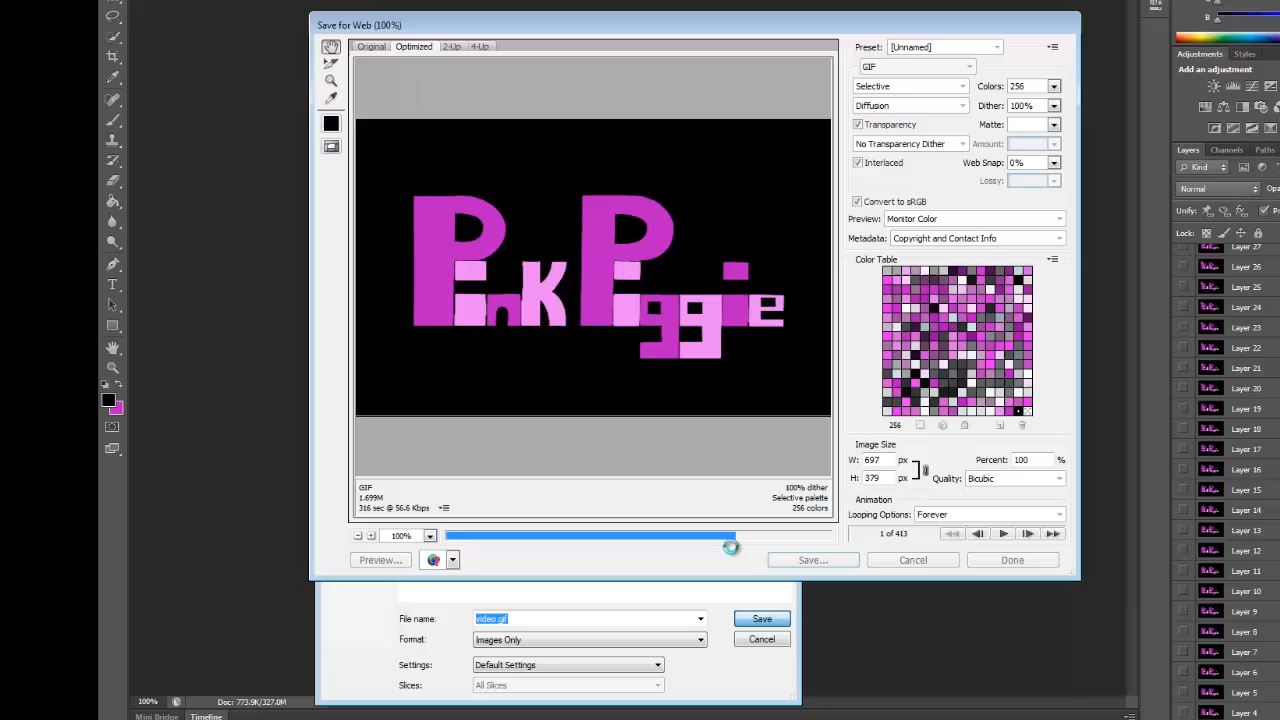 Save for Web (100%)
Original Optimized 2-Up 4-Up
Pink Piggie
GIF
1.699M
316 sec @ 56.6 Kbps
100% dither
Selective palette
256 colors
100%
Preview...
Save... Cancel Done
Preset: [Unnamed]
GIF
Selective Colors: 256
Diffusion Dither: 100%
Transparency Matte:
No Transparency Dither Amount:
Interlaced Web Snap: 0%
Lossy:
Convert to sRGB
Preview: Monitor Color
Metadata: Copyright and Contact Info
Color Table
256
Image Size
W: 697 px Percent: 100 %
H: 379 px Quality: Bicubic
Animation
Looping Options: Forever
1 of 413
File name: video.gif Save
Format: Images Only Cancel
Settings: Default Settings
Slices: All Slices
100% Doc: 773.9K/327.0M
Mini Bridge Timeline
B
Adjustments Styles
Add an adjustment
Layers Channels Paths
Kind
Normal Opa
Unify:
Lock:
Layer 27
Layer 26
Layer 25
Layer 24
Layer 23
Layer 22
Layer 21
Layer 20
Layer 19
Layer 18
Layer 17
Layer 16
Layer 15
Layer 14
Layer 13
Layer 12
Layer 11
Layer 10
Layer 9
Layer 8
Layer 7
Layer 6
Layer 5
Layer 4